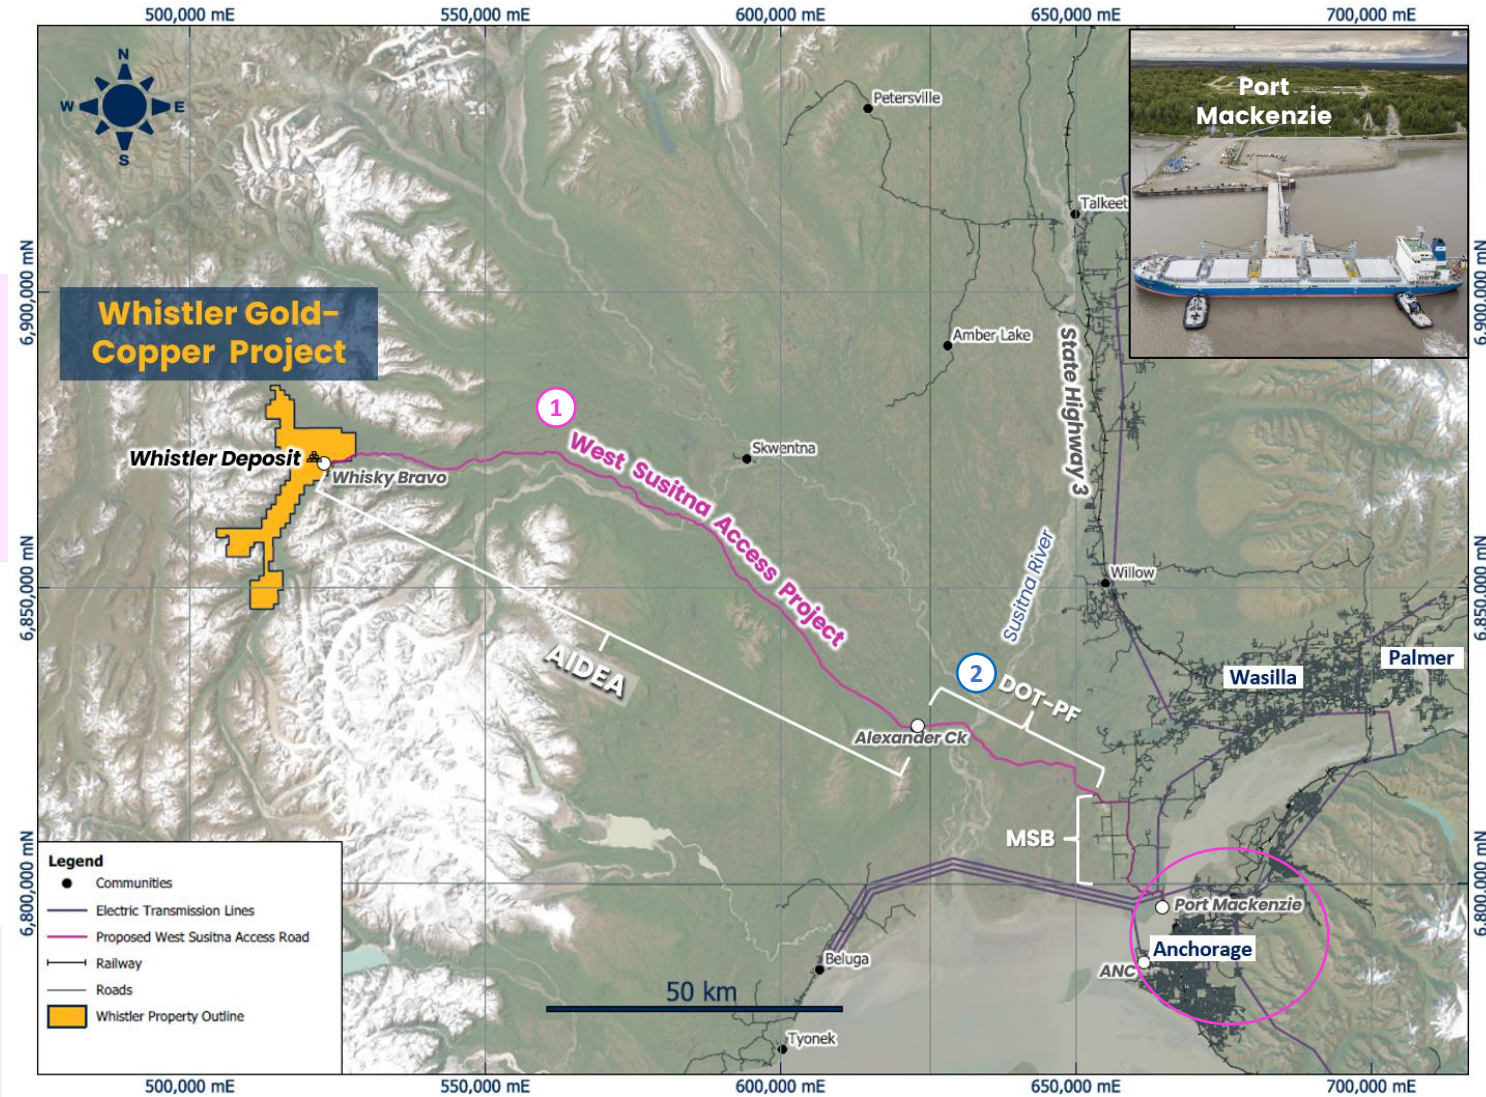 500,000 mE
550,000 mE
600,000 mE
650,000 mE
700,000 mE
N
W
E
S
Petersville
Port
Mackenzie
Talkeet
6,900,000 mN
6,900,000 mN
Whistler Gold-
Copper Project
Amber Lake
State Highway 3
1
West Susitna Access Project
Whistler Deposit
Whisky Bravo
Skwentna
Susitna River
Willow
6,850,000 mN
6,850,000 mN
Palmer
Wasilla
AIDEA
2
DOT-PF
Alexander Ck
MSB
Legend
Communities
Electric Transmission Lines
Proposed West Susitna Access Road
Railway
Roads
Whistler Property Outline
6,800,000 mN
6,800,000 mN
Port Mackenzie
Anchorage
ANC
Beluga
50 km
Tyonek
500,000 mE
550,000 mE
600,000 mE
650,000 mE
700,000 mE